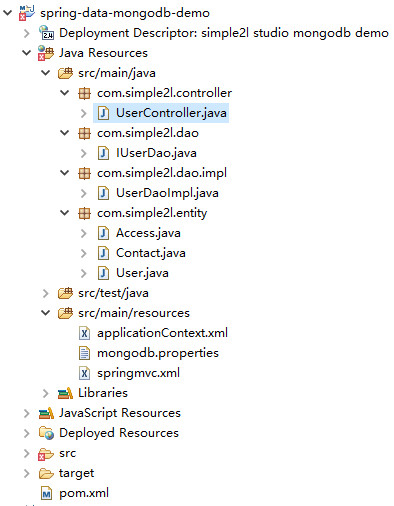 spring-data-mongodb-demo
Deployment Descriptor: simple2l studio mongodb demo
Java Resources
src/main/java
com.simple2l.controller
UserController.java
com.simple2l.dao
IUserDao.java
com.simple2l.dao.impl
UserDaoImpl.java
com.simple2l.entity
Access.java
Contact.java
User.java
src/test/java
src/main/resources
applicationContext.xml
mongodb.properties
springmvc.xml
Libraries
JavaScript Resources
Deployed Resources
src
target
pom.xml